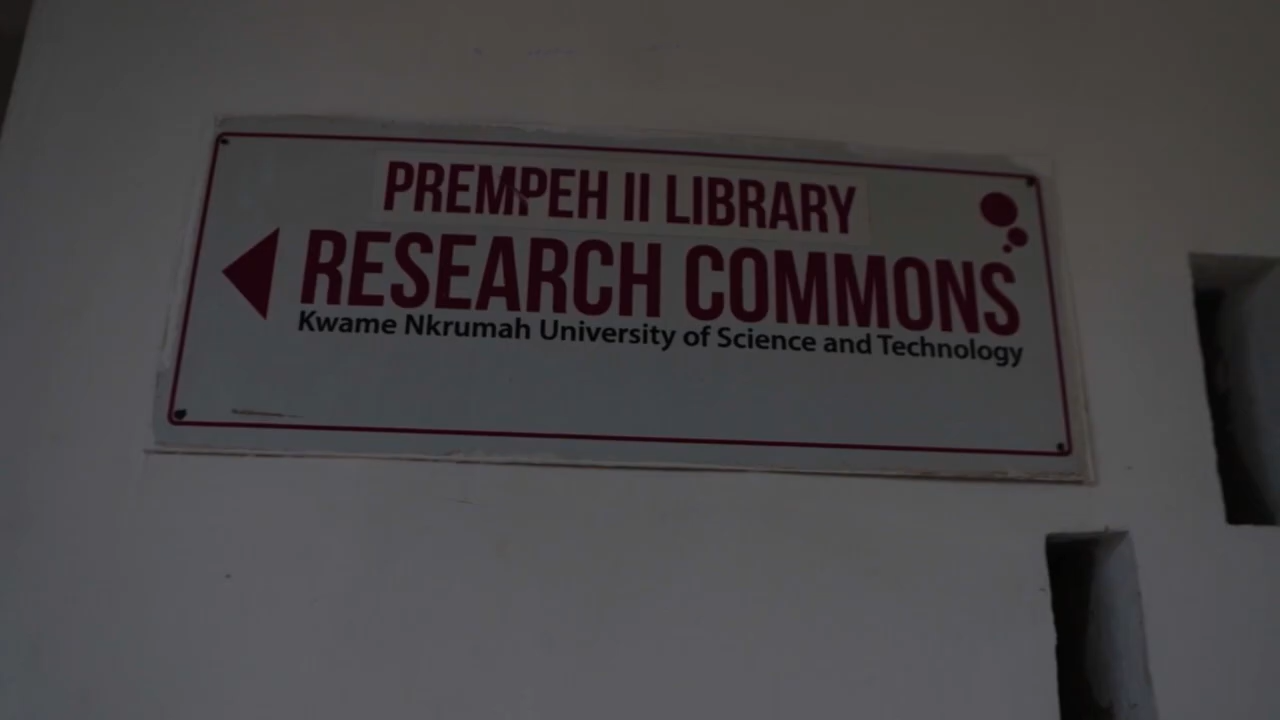 PREMPEH II LIBRARY
RESEARCH COMMONS
Kwame Nkrumah University of Science and Technology